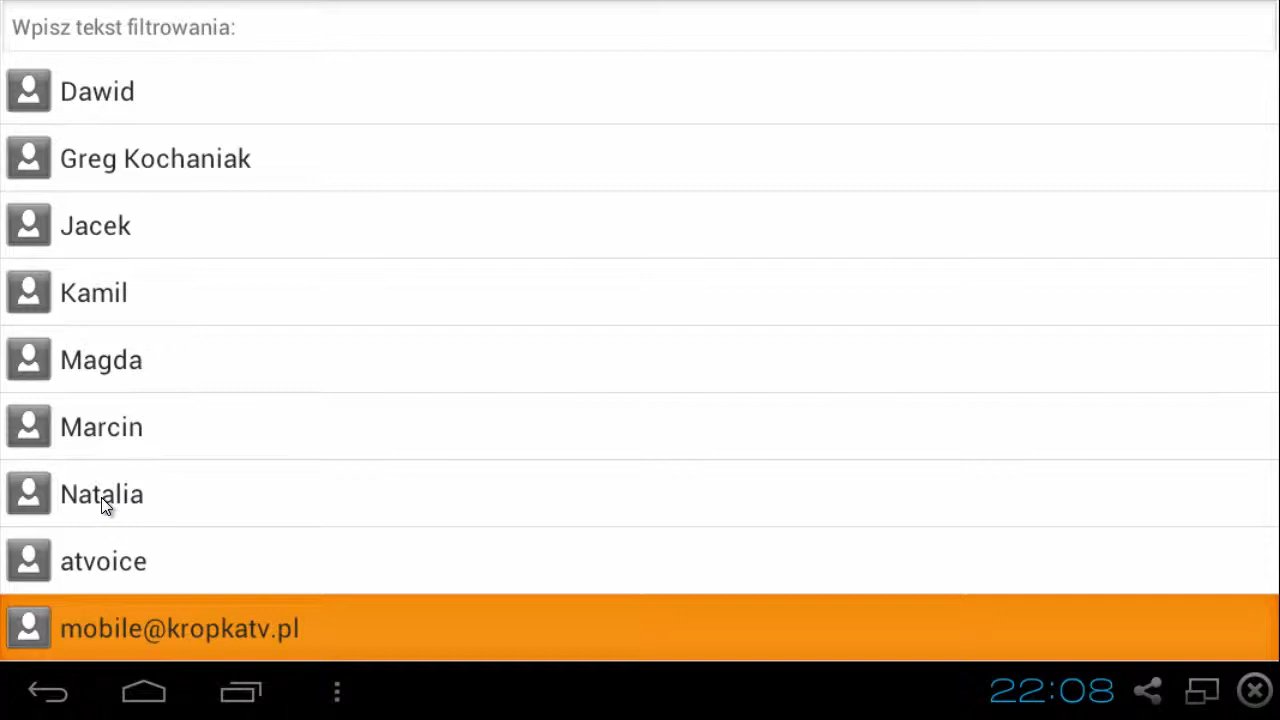 Wpisz tekst filtrowania:
Dawid
Greg Kochaniak
Jacek
Kamil
Magda
Marcin
Natalia
atvoice
mobile@kropkatv.pl
22:08